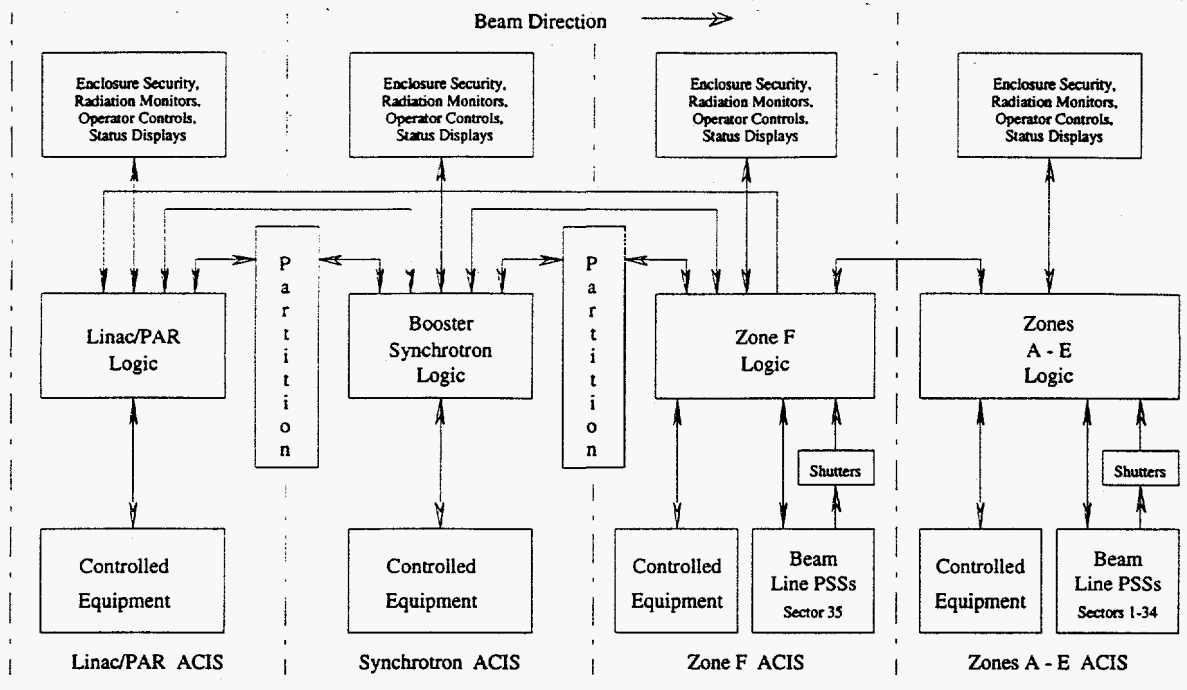 Beam Direction
Enclosure Security,
Radiation Monitors,
Operator Controls,
Status Displays
Enclosure Security,
Radiation Monitors,
Operator Controls,
Status Displays
Enclosure Security,
Radiation Monitors,
Operator Controls,
Status Displays
Enclosure Security,
Radiation Monitors,
Operator Controls,
Status Displays
Partition
Partition
Linac/PAR
Logic
Booster
Synchrotron
Logic
Zone F
Logic
Zones
A - E
Logic
Shutters
Shutters
Controlled
Equipment
Controlled
Equipment
Controlled
Equipment
Beam
Line PSSs
Sector 35
Controlled
Equipment
Beam
Line PSSs
Sectors 1-34
Linac/PAR ACIS
Synchrotron ACIS
Zone F ACIS
Zones A - E ACIS